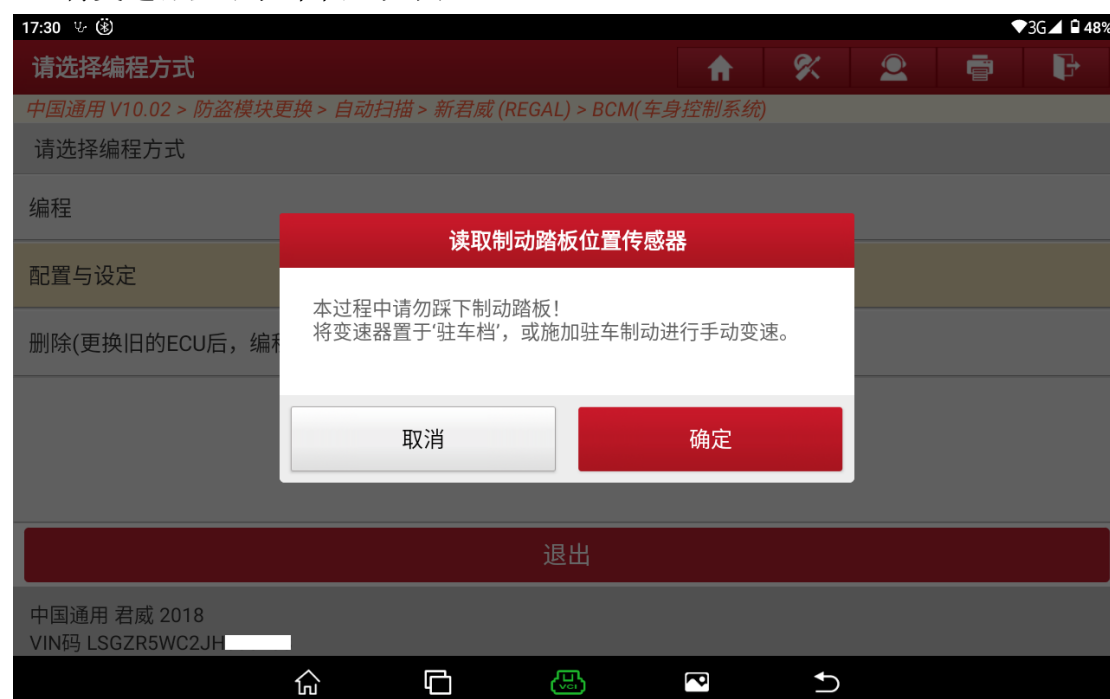 17:30
3G
48%
请选择编程方式
中国通用 V10.02 > 防盗模块更换 > 自动扫描 > 新君威 (REGAL) > BCM(车身控制系统)
请选择编程方式
编程
读取制动踏板位置传感器
配置与设定
本过程中请勿踩下制动踏板！
将变速器置于‘驻车档’，或施加驻车制动进行手动变速。
删除(更换旧的ECU后，编
取消
确定
退出
中国通用 君威 2018
VIN码 LSGZR5WC2JH
VCI